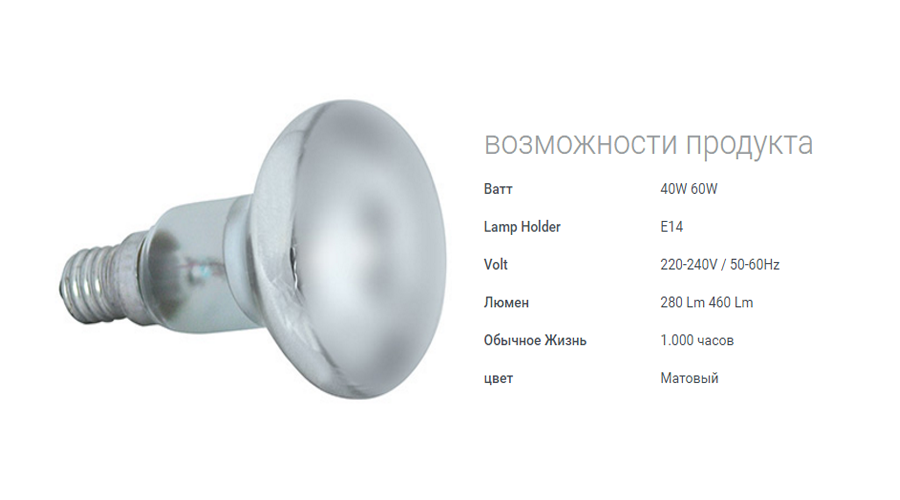 возможности продукта
Ватт 40W 60W
Lamp Holder E14
Volt 220-240V / 50-60Hz
Люмен 280 Lm 460 Lm
Обычное Жизнь 1.000 часов
цвет Матовый